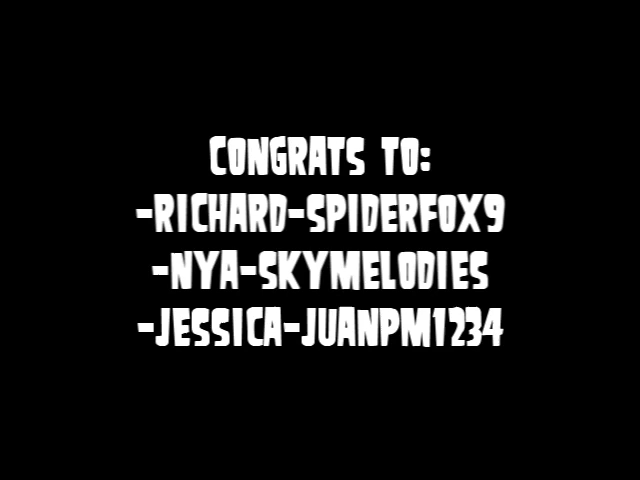 CONGRATS TO:
-RICHARD-SPIDERFOX9
-NYA-SKYMELODIES
-JESSICA-JUANPM1234